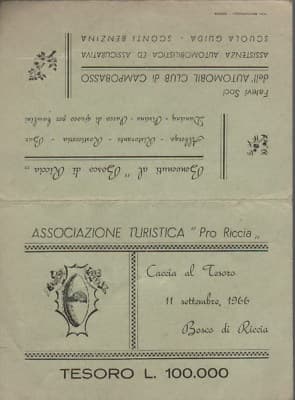 ASSOCIAZIONE TURISTICA "Pro Riccia„
Caccia al Tesoro
11 settembre, 1966
Bosco di Riccia
TESORO L. 100.000
Benvenuti al "Bosco di Riccia„
Albergo - Ristorante - Rosticceria - Bar
Dancing - Piscina - Parco di giuoco per bambini
Fatevi Soci
dell'AUTOMOBIL CLUB di CAMPOBASSO
ASSISTENZA AUTOMOBILISTICA ED ASSICURATIVA
SCUOLA GUIDA - SCONTI BENZINA